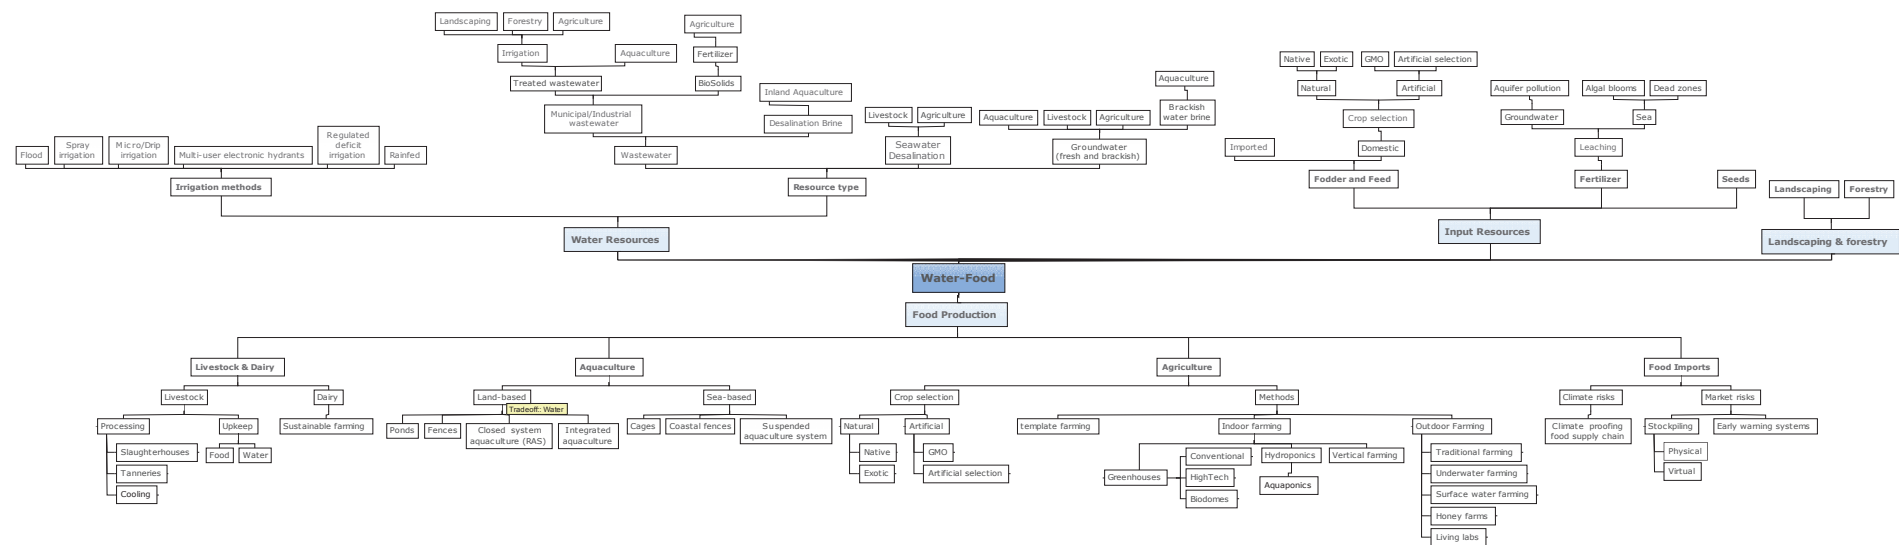 Landscaping
Forestry
Agriculture
Agriculture
Irrigation
Aquaculture
Fertilizer
Treated wastewater
BioSolids
Native
Exotic
GMO
Artificial selection
Aquaculture
Inland Aquaculture
Natural
Artificial
Aquifer pollution
Algal blooms
Dead zones
Municipal/Industrial
wastewater
Desalination Brine
Livestock
Agriculture
Aquaculture
Livestock
Agriculture
Brackish
water brine
Crop selection
Groundwater
Sea
Flood
Spray
irrigation
Micro/Drip
irrigation
Multi-user electronic hydrants
Regulated
deficit
irrigation
Rainfed
Wastewater
Seawater
Desalination
Groundwater
(fresh and brackish)
Imported
Domestic
Leaching
Irrigation methods
Resource type
Fodder and Feed
Fertilizer
Seeds
Landscaping
Forestry
Water Resources
Input Resources
Landscaping & forestry
Water-Food
Food Production
Livestock & Dairy
Aquaculture
Agriculture
Food Imports
Livestock
Dairy
Land-based
Tradeoff.: Water
Sea-based
Crop selection
Methods
Climate risks
Market risks
Processing
Upkeep
Sustainable farming
Ponds
Fences
Closed system
aquaculture (RAS)
Integrated
aquaculture
Cages
Coastal fences
Suspended
aquaculture system
Natural
Artificial
template farming
Indoor farming
Outdoor Farming
Climate proofing
food supply chain
Stockpiling
Early warning systems
Slaughterhouses
Tanneries
Cooling
Food
Water
Native
Exotic
GMO
Artificial selection
Greenhouses
Conventional
HighTech
Biodomes
Hydroponics
Aquaponics
Vertical farming
Traditional farming
Underwater farming
Surface water farming
Honey farms
Living labs
Physical
Virtual